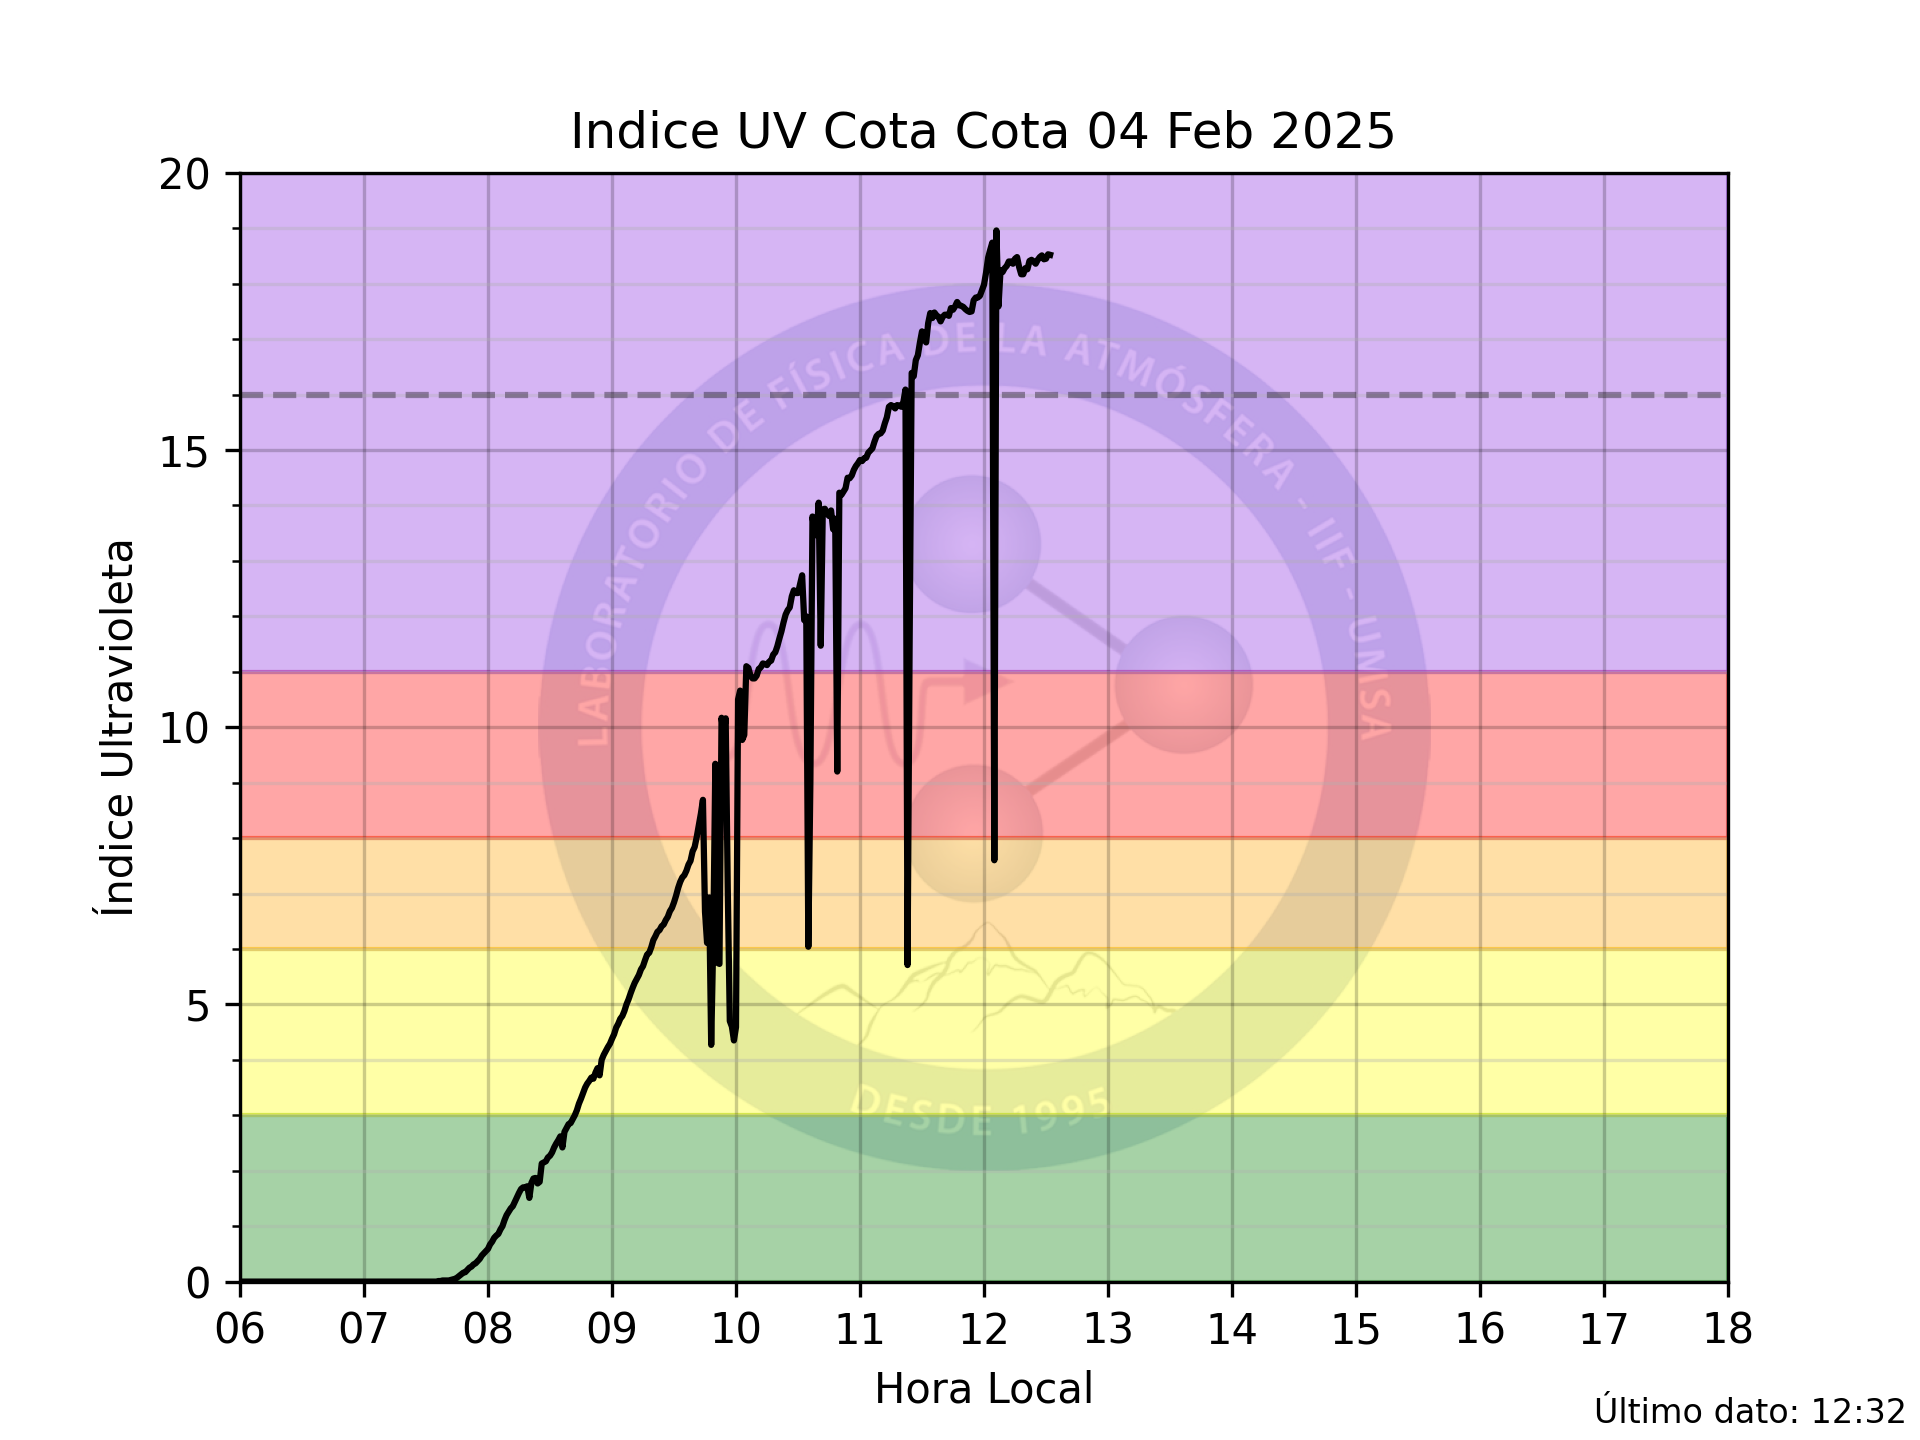 Indice UV Cota Cota 04 Feb 2025
20
15
10
5
0
Índice Ultravioleta
LABORATORIO DE FÍSICA DE LA ATMÓSFERA - IIF - UMSA
DESDE 1995
06 07 08 09 10 11 12 13 14 15 16 17 18
Hora Local
Último dato: 12:32